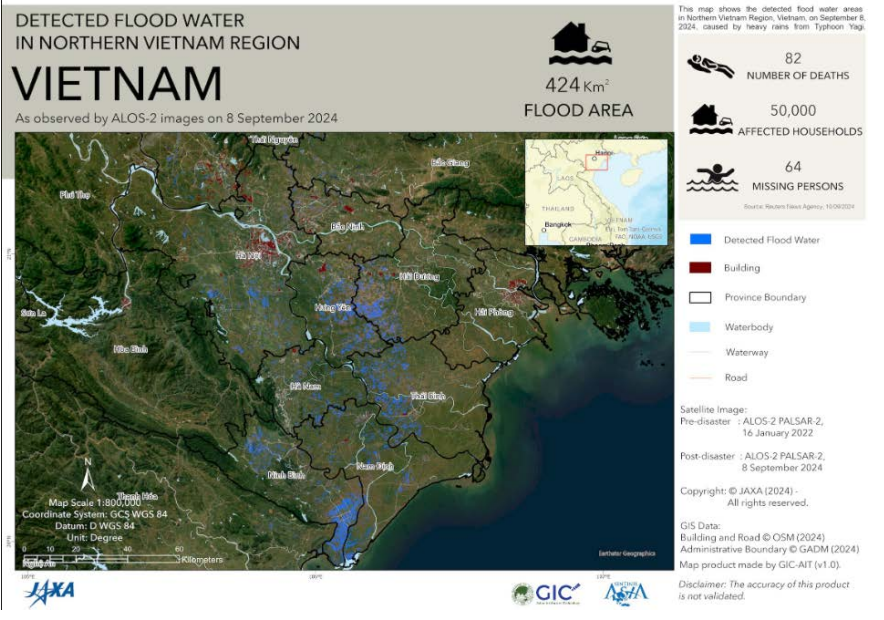 DETECTED FLOOD WATER
IN NORTHERN VIETNAM REGION
VIETNAM
As observed by ALOS-2 images on 8 September 2024
424 Km²
FLOOD AREA
This map shows the detected flood water areas
in Northern Vietnam Region, Vietnam, on September 8,
2024, caused by heavy rains from Typhoon Yagi.
82
NUMBER OF DEATHS
50,000
AFFECTED HOUSEHOLDS
64
MISSING PERSONS
Source: Reuters News Agency, 10/09/2024
Thái Nguyên
Bắc Giang
Phú Thọ
Bắc Ninh
Hà Nội
Hải Dương
Hưng Yên
Hải Phòng
Sơn La
Hòa Bình
Hà Nam
Thái Bình
Nam Định
Ninh Bình
Thanh Hóa
Nghệ An
Hanoi
LAOS
THAILAND
VIETNAM
Bangkok
CAMBODIA
N
Map Scale 1:800,000
Coordinate System: GCS WGS 84
Datum: D WGS 84
Unit: Degree
0 10 20 40 60
Kilometers
Earthstar Geographics
Detected Flood Water
Building
Province Boundary
Waterbody
Waterway
Road
Satellite Image:
Pre-disaster : ALOS-2 PALSAR-2,
16 January 2022
Post-disaster : ALOS-2 PALSAR-2,
8 September 2024
Copyright: © JAXA (2024) -
All rights reserved.
GIS Data:
Building and Road © OSM (2024)
Administrative Boundary © GADM (2024)
Map product made by GIC-AIT (v1.0).
Disclaimer: The accuracy of this product
is not validated.
JAXA
GIC
SENTINEL
ASIA